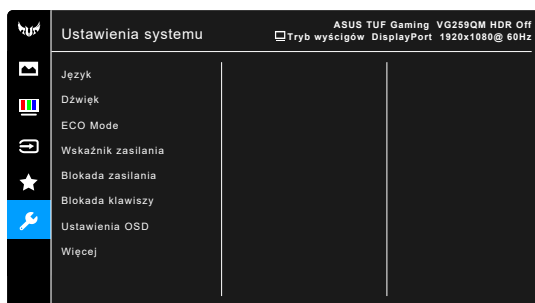 ASUS TUF Gaming VG259QM HDR Off
Ustawienia systemu
Tryb wyścigów DisplayPort 1920x1080@ 60Hz
Język
Dźwięk
ECO Mode
Wskaźnik zasilania
Blokada zasilania
Blokada klawiszy
Ustawienia OSD
Więcej